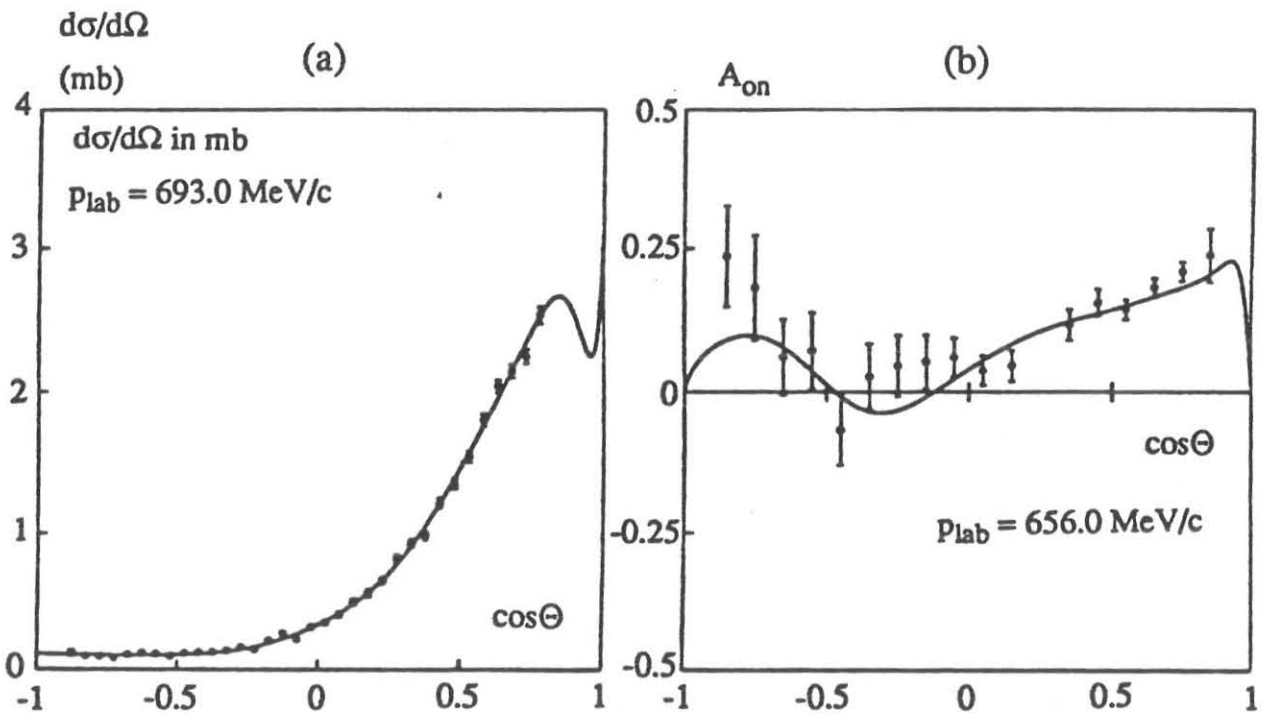 dσ/dΩ
(mb)
(a)
4
dσ/dΩ in mb
p_lab = 693.0 MeV/c
3
2
1
cosΘ
0
-1 -0.5 0 0.5 1
(b)
A_on
0.5
0.25
0
cosΘ
-0.25
p_lab = 656.0 MeV/c
-0.5
-1 -0.5 0 0.5 1